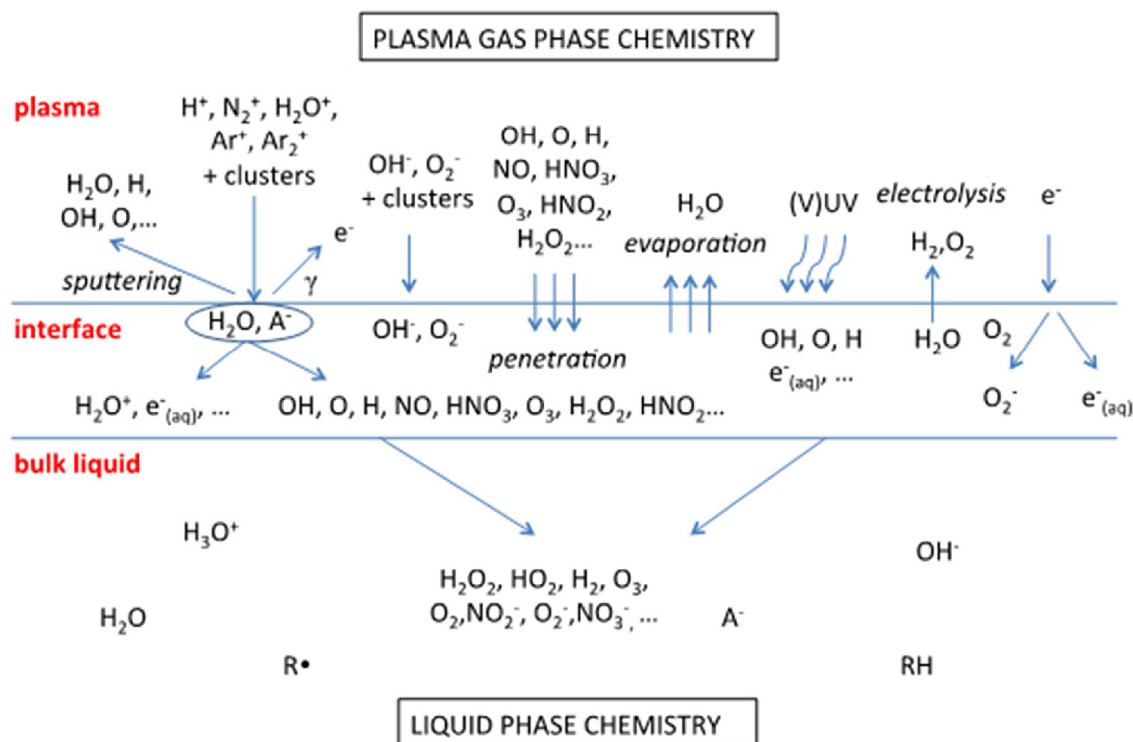 PLASMA GAS PHASE CHEMISTRY
plasma
H⁺, N₂⁺, H₂O⁺,
Ar⁺, Ar₂⁺
+ clusters
H₂O, H,
OH, O,...
sputtering
e⁻
γ
OH⁻, O₂⁻
+ clusters
OH, O, H,
NO, HNO₃,
O₃, HNO₂,
H₂O₂...
H₂O
evaporation
(V)UV
electrolysis
H₂,O₂
e⁻
interface
H₂O, A⁻
OH⁻, O₂⁻
penetration
OH, O, H
e⁻(aq), ...
H₂O
O₂
O₂⁻
e⁻(aq)
H₂O⁺, e⁻(aq), ...
OH, O, H, NO, HNO₃, O₃, H₂O₂, HNO₂...
bulk liquid
H₃O⁺
OH⁻
H₂O₂, HO₂, H₂, O₃,
O₂,NO₂⁻, O₂⁻,NO₃⁻, ...
H₂O
A⁻
R•
RH
LIQUID PHASE CHEMISTRY